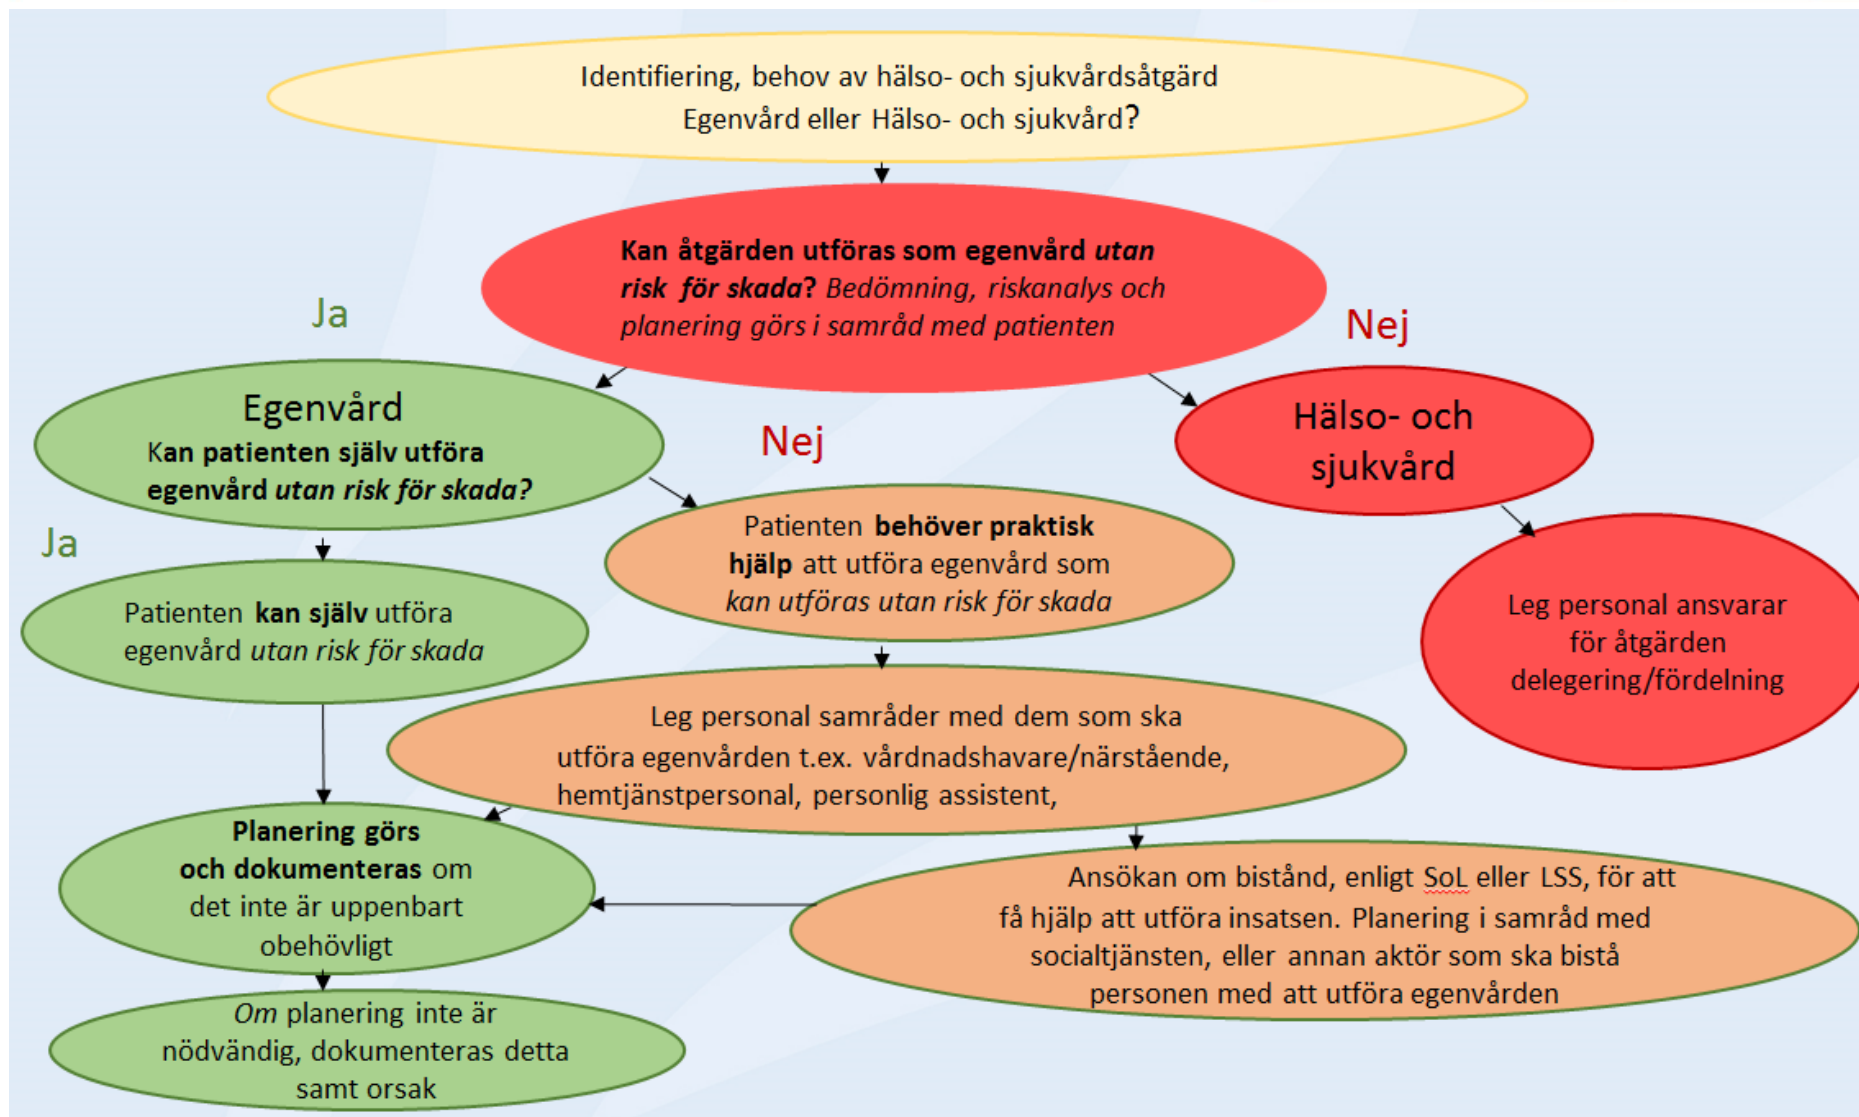 Identifiering, behov av hälso- och sjukvårdsåtgärd
Egenvård eller Hälso- och sjukvård?
Kan åtgärden utföras som egenvård utan
risk för skada? Bedömning, riskanalys och
planering görs i samråd med patienten
Ja
Nej
Egenvård
Kan patienten själv utföra
egenvård utan risk för skada?
Nej
Hälso- och
sjukvård
Ja
Patienten behöver praktisk
hjälp att utföra egenvård som
kan utföras utan risk för skada
Patienten kan själv utföra
egenvård utan risk för skada
Leg personal ansvarar
för åtgärden
delegering/fördelning
Leg personal samråder med dem som ska
utföra egenvården t.ex. vårdnadshavare/närstående,
hemtjänstpersonal, personlig assistent,
Planering görs
och dokumenteras om
det inte är uppenbart
obehövligt
Ansökan om bistånd, enligt SoL eller LSS, för att
få hjälp att utföra insatsen. Planering i samråd med
socialtjänsten, eller annan aktör som ska bistå
personen med att utföra egenvården
Om planering inte är
nödvändig, dokumenteras detta
samt orsak